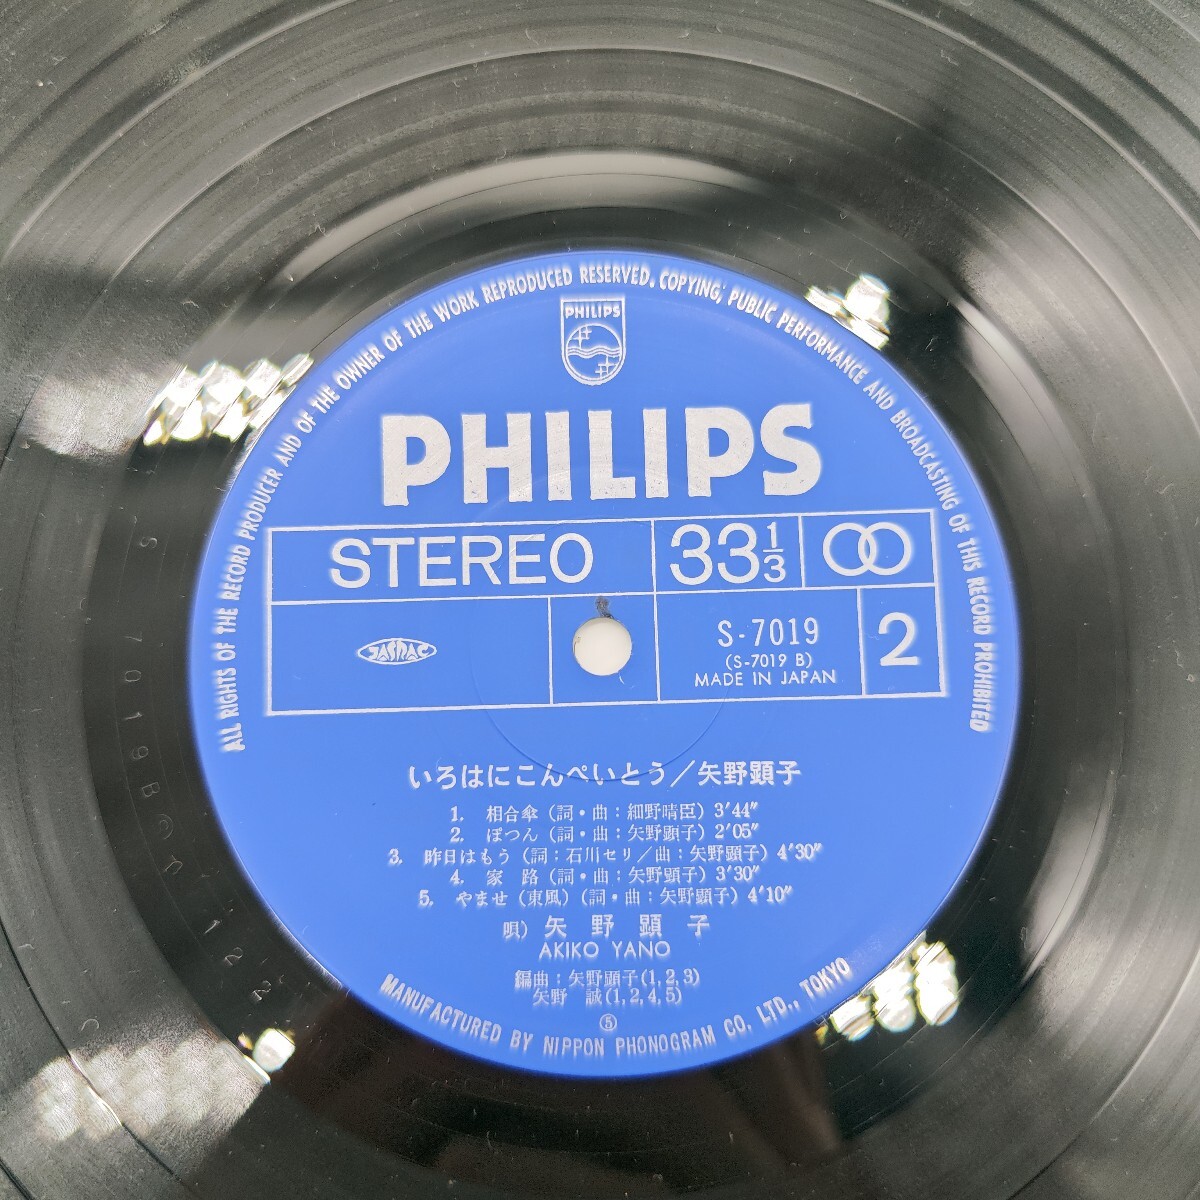 ALL RIGHTS OF THE RECORD PRODUCER AND OF THE OWNER OF THE WORK REPRODUCED RESERVED. COPYING, PUBLIC PERFORMANCE AND BROADCASTING OF THIS RECORD PROHIBITED
PHILIPS
PHILIPS
STEREO
33 1/3
JASRAC
S-7019
(S-7019 B)
MADE IN JAPAN
2
いろはにこんぺいとう/矢野顕子
1. 相合傘 (詞・曲:細野晴臣) 3'44"
2. ぽつん (詞・曲:矢野顕子) 2'05"
3. 昨日はもう (詞:石川セリ/曲:矢野顕子) 4'30"
4. 家 路 (詞・曲:矢野顕子) 3'30"
5. やませ (東風) (詞・曲:矢野顕子) 4'10"
唄) 矢 野 顕 子
AKIKO YANO
編曲:矢野顕子(1,2,3)
矢野 誠(1,2,4,5)
⑤
MANUFACTURED BY NIPPON PHONOGRAM CO. LTD., TOKYO
S 7019B
122